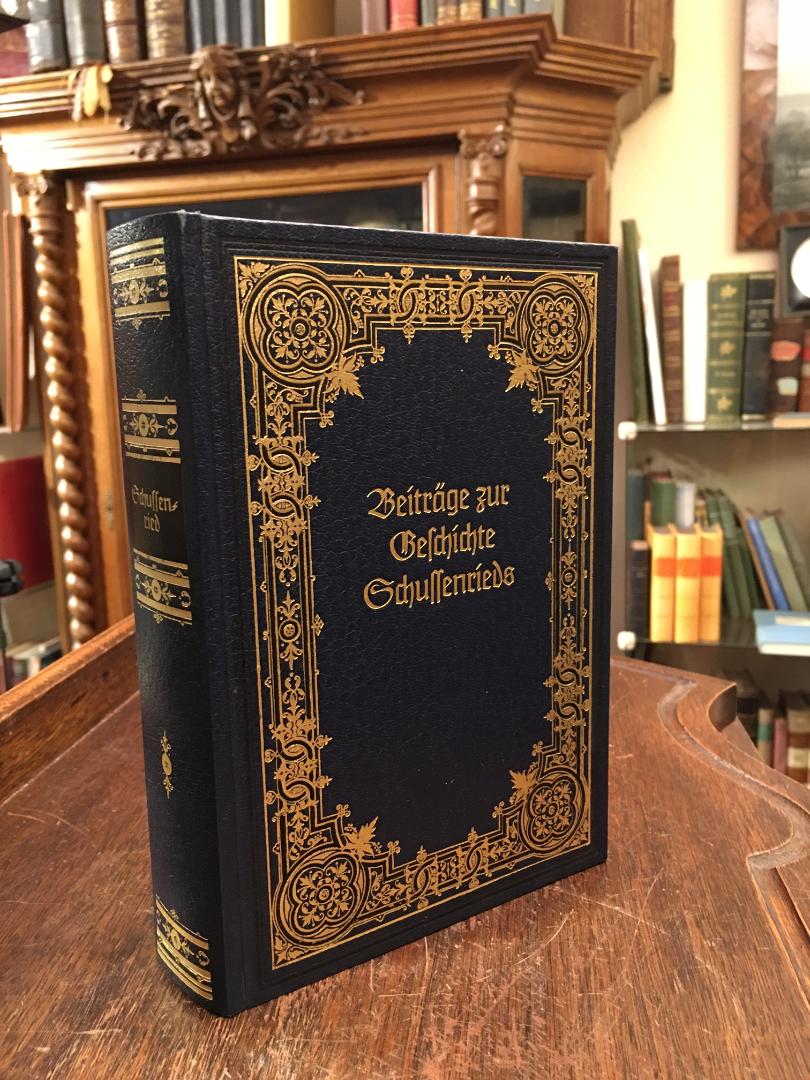 Beiträge zur
Geschichte
Schussenrieds
Schussen-
ried